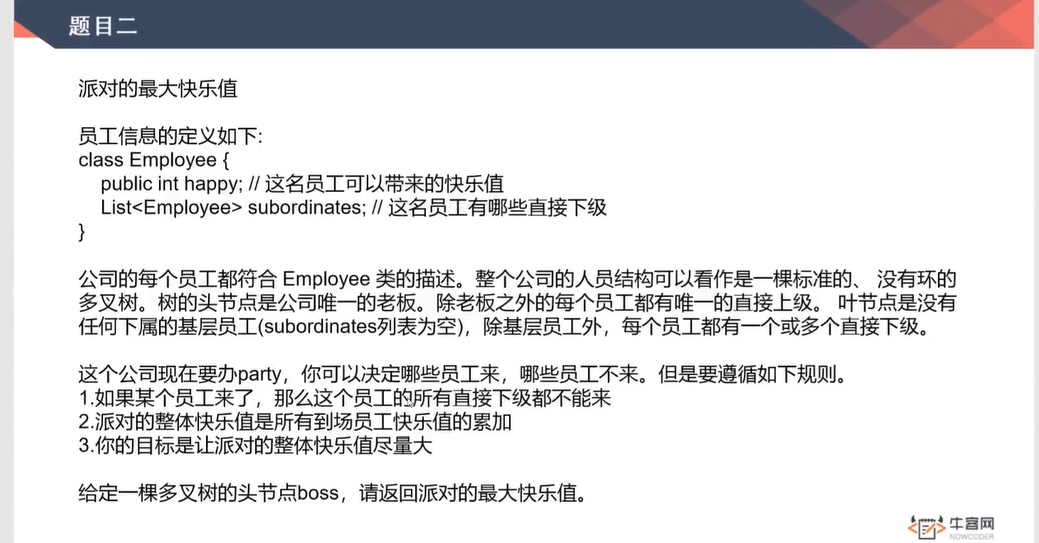 题目二
派对的最大快乐值
员工信息的定义如下:
class Employee {
public int happy; // 这名员工可以带来的快乐值
List<Employee> subordinates; // 这名员工有哪些直接下级
}
公司的每个员工都符合 Employee 类的描述。整个公司的人员结构可以看作是一棵标准的、 没有环的
多叉树。树的头节点是公司唯一的老板。除老板之外的每个员工都有唯一的直接上级。 叶节点是没有
任何下属的基层员工(subordinates列表为空)，除基层员工外，每个员工都有一个或多个直接下级。
这个公司现在要办party，你可以决定哪些员工来，哪些员工不来。但是要遵循如下规则。
1.如果某个员工来了，那么这个员工的所有直接下级都不能来
2.派对的整体快乐值是所有到场员工快乐值的累加
3.你的目标是让派对的整体快乐值尽量大
给定一棵多叉树的头节点boss，请返回派对的最大快乐值。
牛客网
NOWCODER